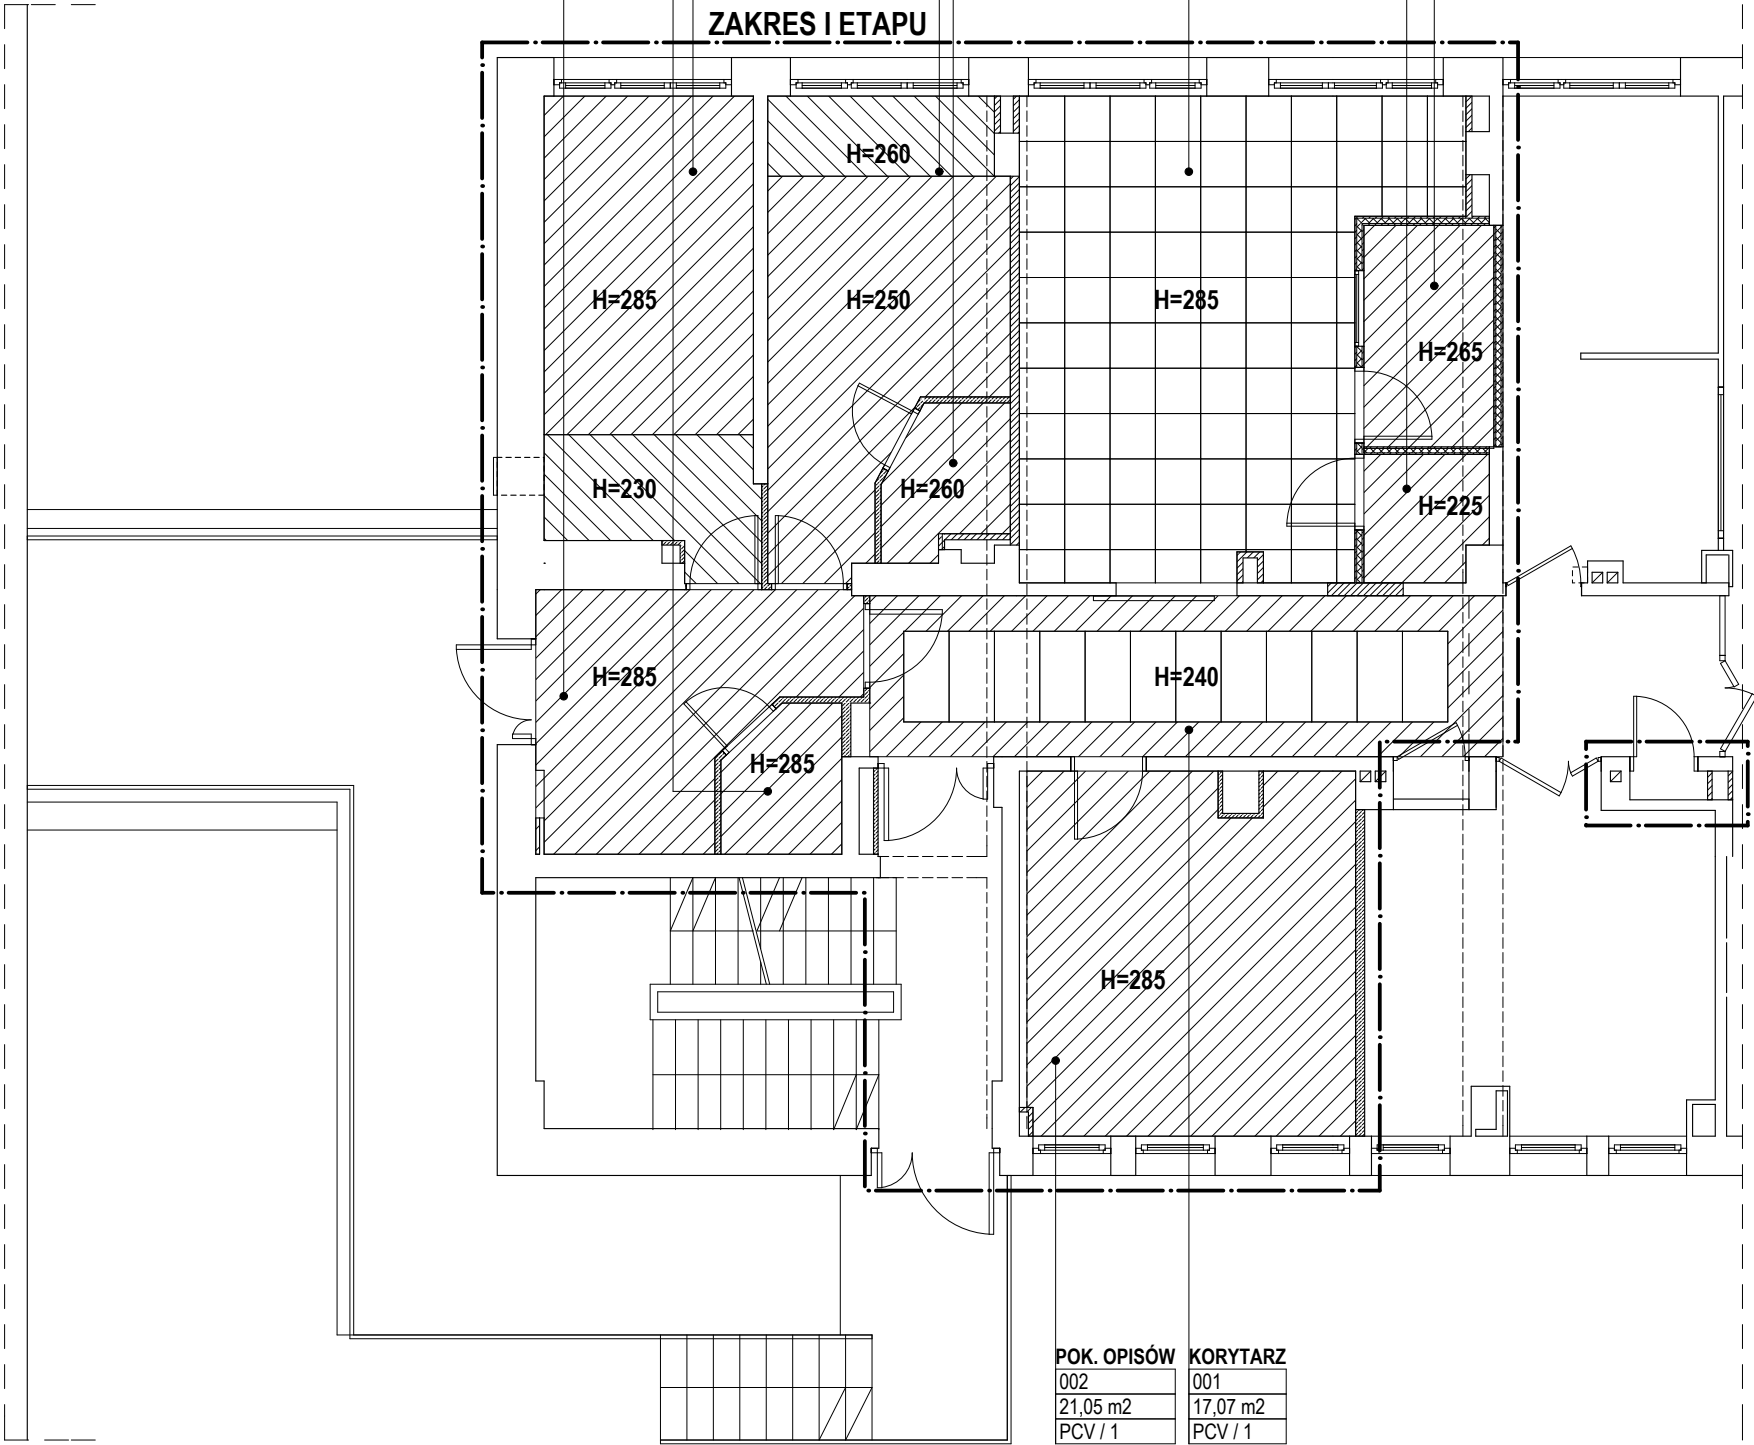 ZAKRES I ETAPU
H=260
H=285
H=250
H=285
H=265
H=230
H=260
H=225
H=285
H=240
H=285
H=285
POK. OPISÓW
002
21,05 m2
PCV / 1
KORYTARZ
001
17,07 m2
PCV / 1